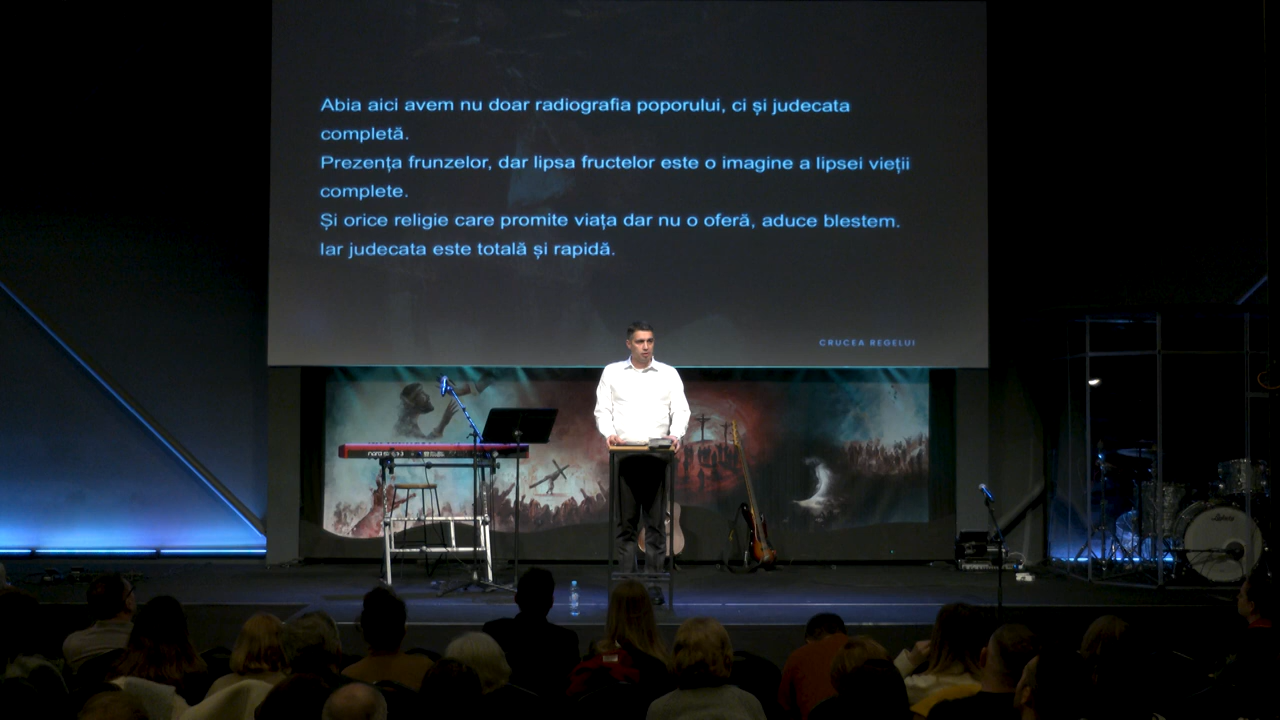 Abia aici avem nu doar radiografia poporului, ci și judecata
completă.
Prezența frunzelor, dar lipsa fructelor este o imagine a lipsei vieții
complete.
Și orice religie care promite viața dar nu o oferă, aduce blestem.
Iar judecata este totală și rapidă.
CRUCEA REGELUI
nord
Ludwig